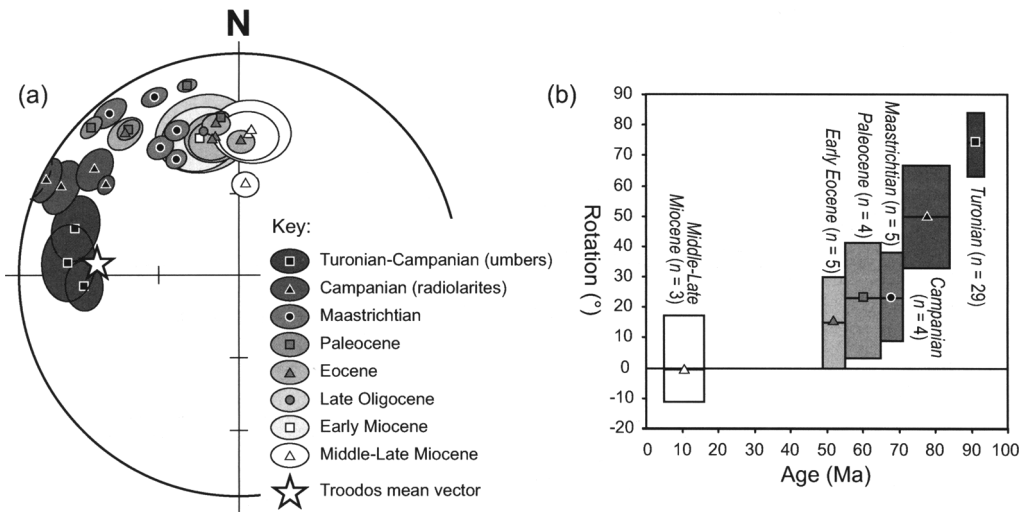 N
(a)
Key:
Turonian-Campanian (umbers)
Campanian (radiolarites)
Maastrichtian
Paleocene
Eocene
Late Oligocene
Early Miocene
Middle-Late Miocene
Troodos mean vector
(b)
Rotation (°)
90
80
70
60
50
40
30
20
10
0
-10
-20
Middle-Late
Miocene (n = 3)
Early Eocene (n = 5)
Paleocene (n = 4)
Maastrichtian (n = 5)
Campanian
(n = 4)
Turonian (n = 29)
0 10 20 30 40 50 60 70 80 90 100
Age (Ma)